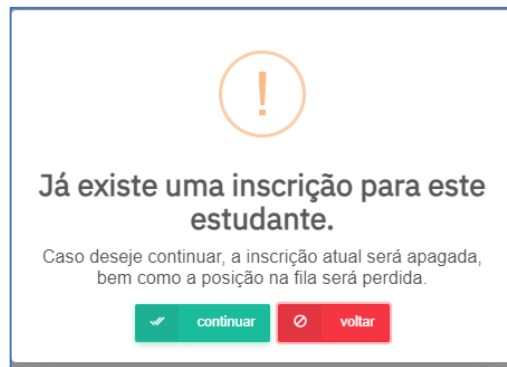 !
Já existe uma inscrição para este
estudante.
Caso deseje continuar, a inscrição atual será apagada,
bem como a posição na fila será perdida.
continuar
voltar